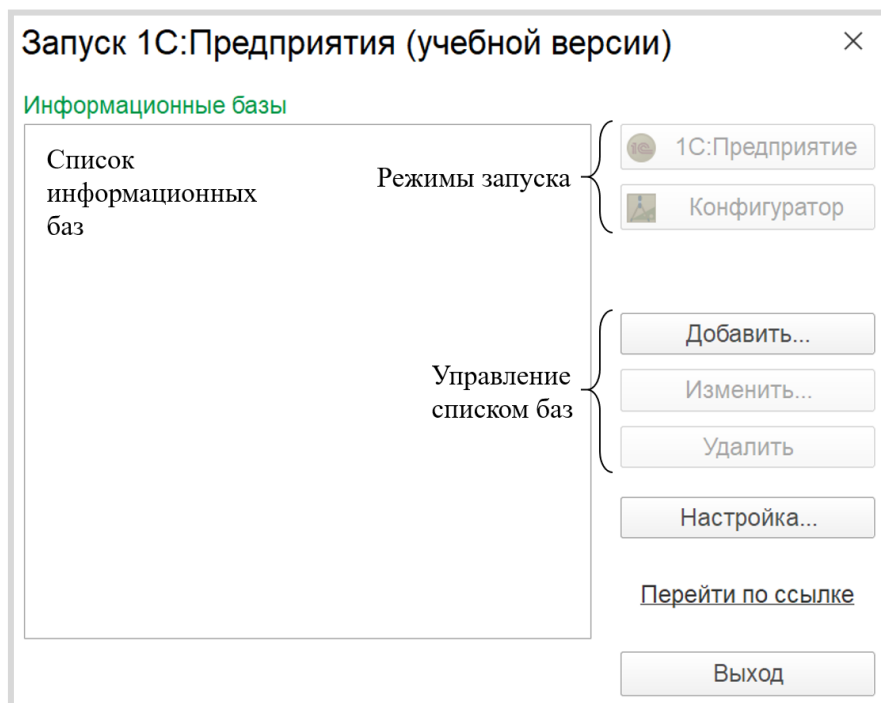 Запуск 1С:Предприятия (учебной версии)
Информационные базы
Список
информационных
баз
Режимы запуска
1С:Предприятие
Конфигуратор
Управление
списком баз
Добавить...
Изменить...
Удалить
Настройка...
Перейти по ссылке
Выход